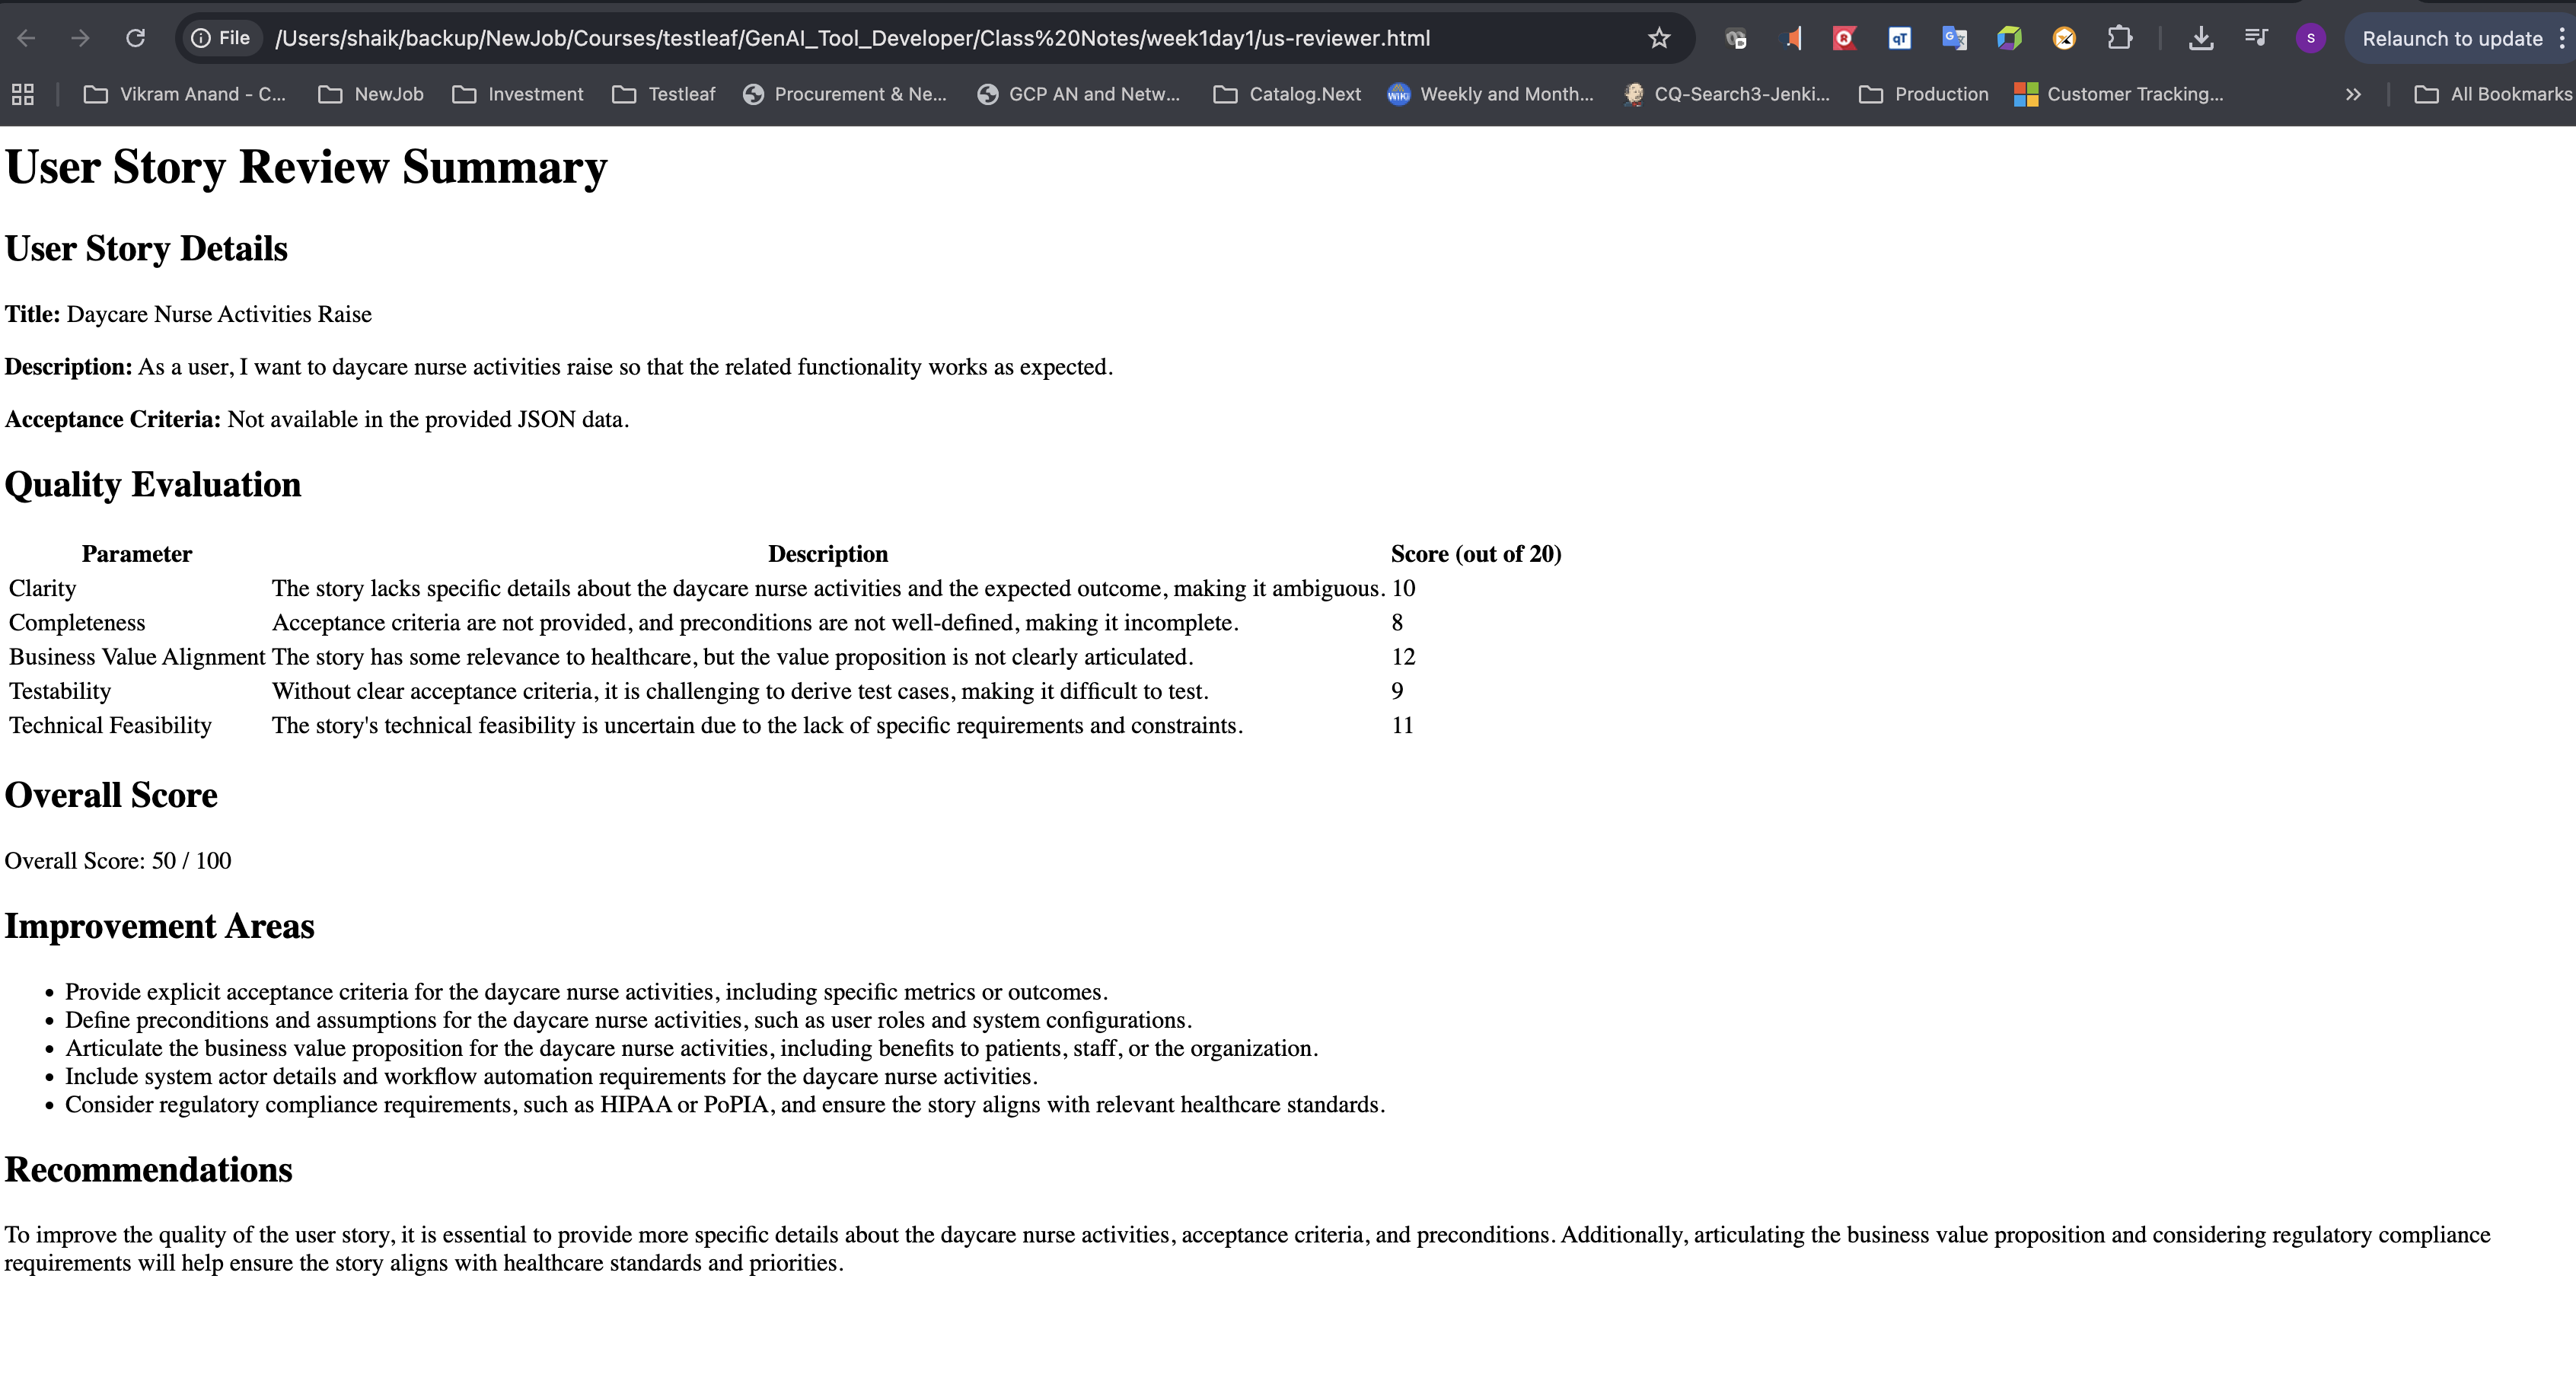 File /Users/shaik/backup/NewJob/Courses/testleaf/GenAI_Tool_Developer/Class%20Notes/week1day1/us-reviewer.html qT G S Relaunch to update
Vikram Anand - C... NewJob Investment Testleaf Procurement & Ne... GCP AN and Netw... Catalog.Next WIKI Weekly and Month... CQ-Search3-Jenki... Production Customer Tracking... All Bookmarks
User Story Review Summary
User Story Details
Title: Daycare Nurse Activities Raise
Description: As a user, I want to daycare nurse activities raise so that the related functionality works as expected.
Acceptance Criteria: Not available in the provided JSON data.
Quality Evaluation
Parameter Description Score (out of 20)
Clarity The story lacks specific details about the daycare nurse activities and the expected outcome, making it ambiguous. 10
Completeness Acceptance criteria are not provided, and preconditions are not well-defined, making it incomplete. 8
Business Value Alignment The story has some relevance to healthcare, but the value proposition is not clearly articulated. 12
Testability Without clear acceptance criteria, it is challenging to derive test cases, making it difficult to test. 9
Technical Feasibility The story's technical feasibility is uncertain due to the lack of specific requirements and constraints. 11
Overall Score
Overall Score: 50 / 100
Improvement Areas
• Provide explicit acceptance criteria for the daycare nurse activities, including specific metrics or outcomes.
• Define preconditions and assumptions for the daycare nurse activities, such as user roles and system configurations.
• Articulate the business value proposition for the daycare nurse activities, including benefits to patients, staff, or the organization.
• Include system actor details and workflow automation requirements for the daycare nurse activities.
• Consider regulatory compliance requirements, such as HIPAA or PoPIA, and ensure the story aligns with relevant healthcare standards.
Recommendations
To improve the quality of the user story, it is essential to provide more specific details about the daycare nurse activities, acceptance criteria, and preconditions. Additionally, articulating the business value proposition and considering regulatory compliance
requirements will help ensure the story aligns with healthcare standards and priorities.